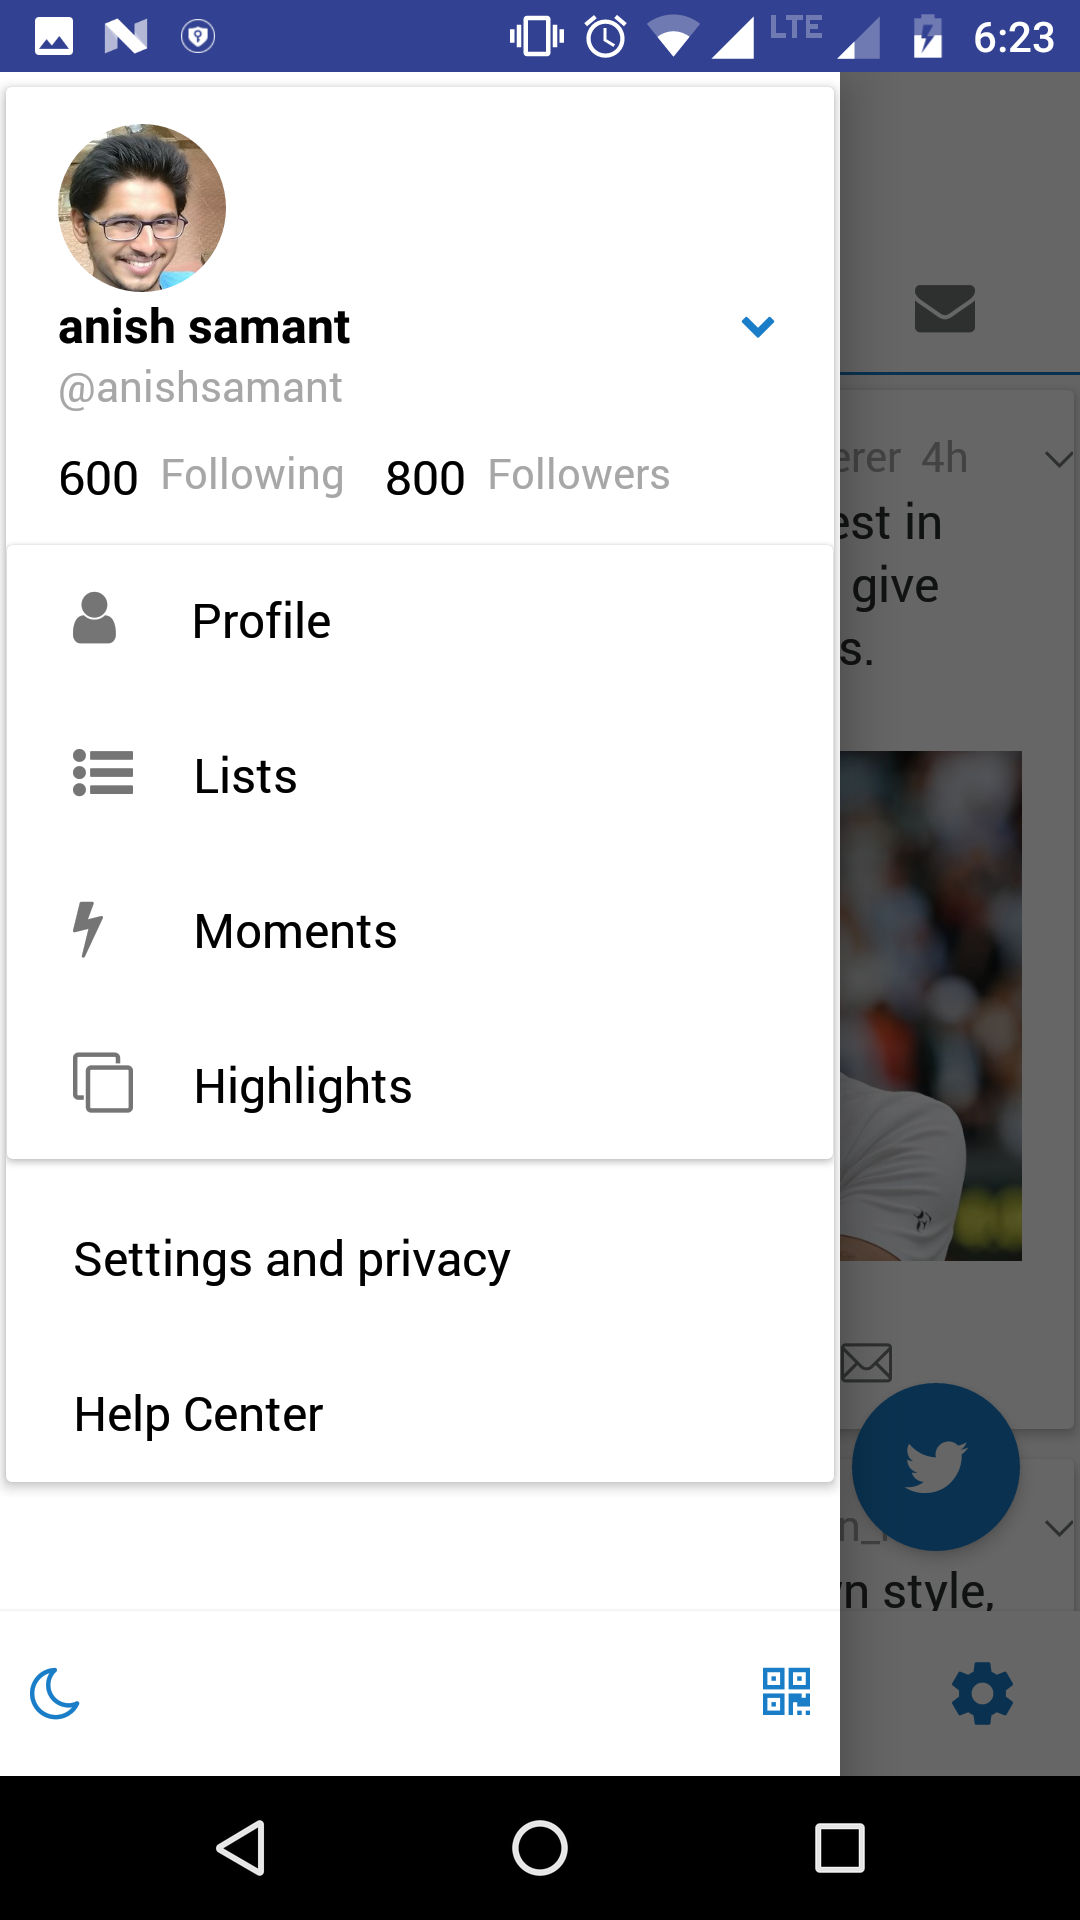 LTE 6:23
anish samant
@anishsamant
600 Following 800 Followers
erer 4h
est in
give
s.
Profile
Lists
Moments
Highlights
Settings and privacy
Help Center
n style,